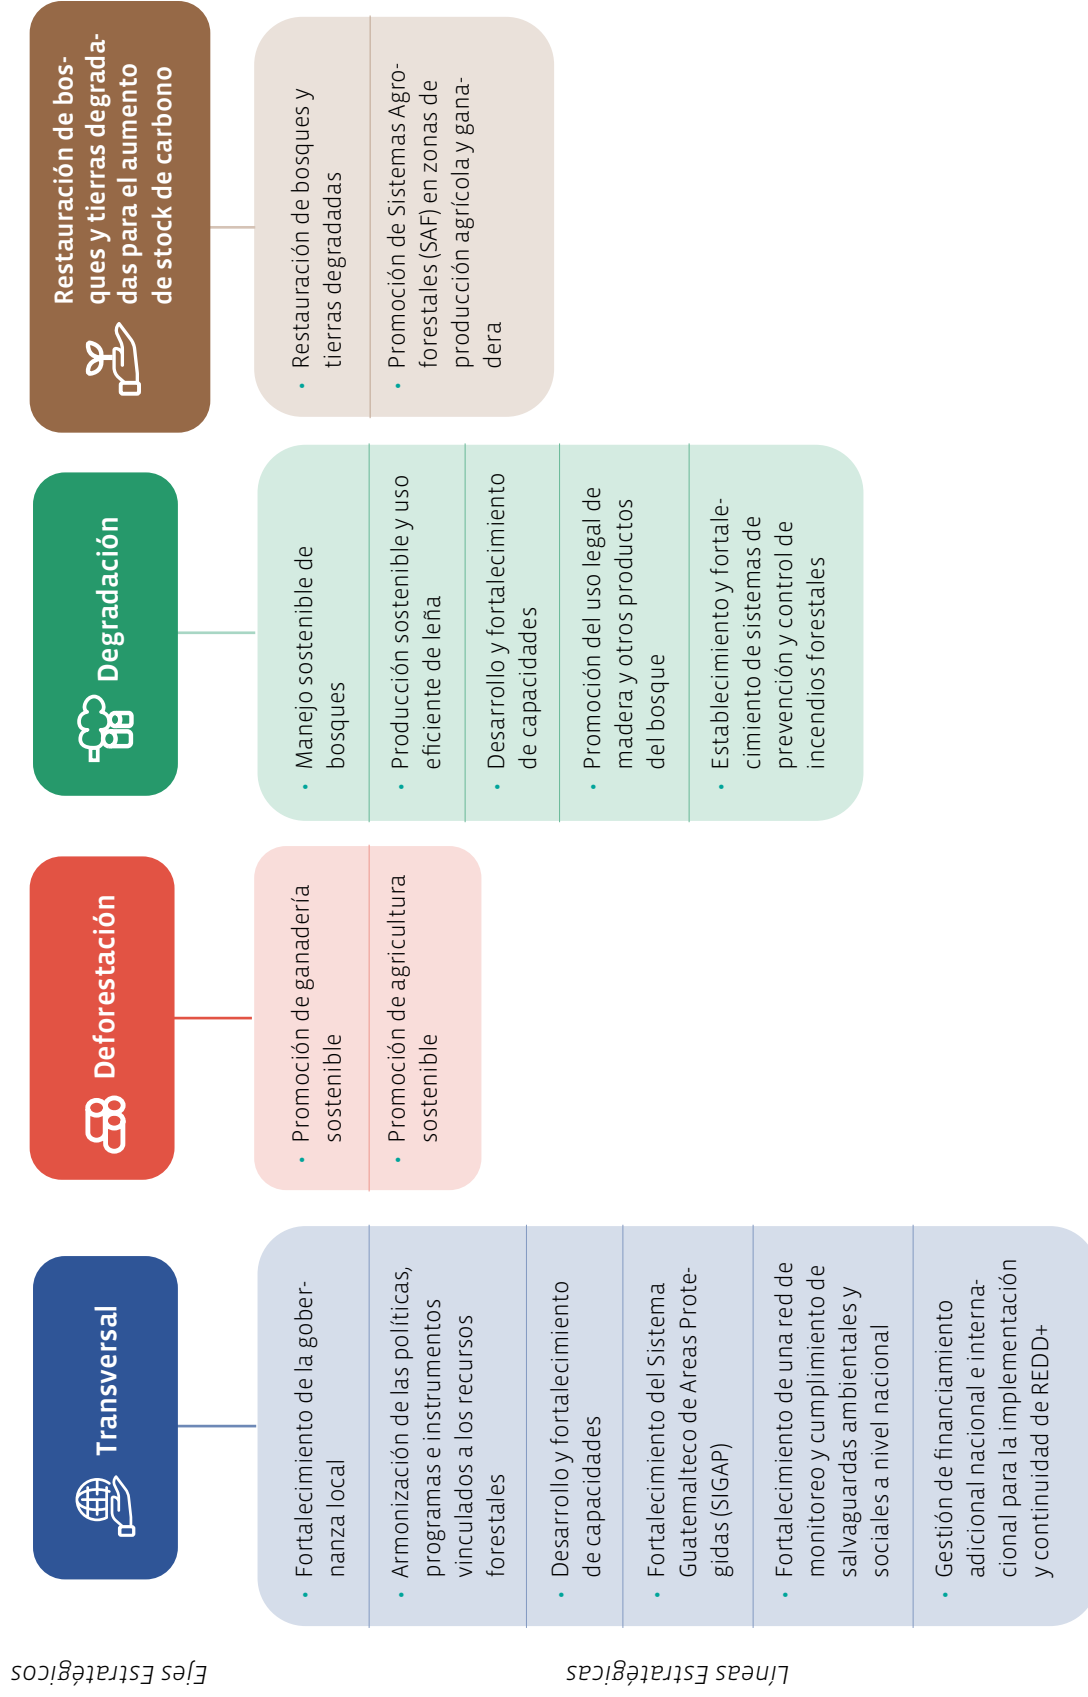 Ejes Estratégicos
Transversal
Deforestación
Degradación
Restauración de bos-
ques y tierras degrada-
das para el aumento
de stock de carbono
Líneas Estratégicas
• Fortalecimiento de la gober-
nanza local
• Armonización de las políticas,
programas e instrumentos
vinculados a los recursos
forestales
• Desarrollo y fortalecimiento
de capacidades
• Fortalecimiento del Sistema
Guatemalteco de Areas Prote-
gidas (SIGAP)
• Fortalecimiento de una red de
monitoreo y cumplimiento de
salvaguardas ambientales y
sociales a nivel nacional
• Gestión de financiamiento
adicional nacional e interna-
cional para la implementación
y continuidad de REDD+
• Promoción de ganadería
sostenible
• Promoción de agricultura
sostenible
• Manejo sostenible de
bosques
• Producción sostenible y uso
eficiente de leña
• Desarrollo y fortalecimiento
de capacidades
• Promoción del uso legal de
madera y otros productos
del bosque
• Establecimiento y fortale-
cimiento de sistemas de
prevención y control de
incendios forestales
• Restauración de bosques y
tierras degradadas
• Promoción de Sistemas Agro-
forestales (SAF) en zonas de
producción agrícola y gana-
dera